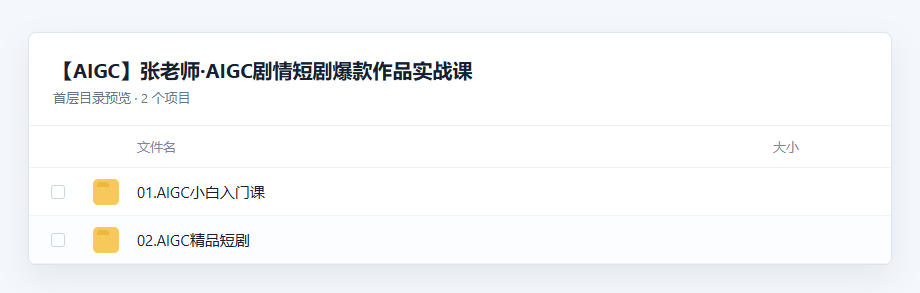 【AIGC】张老师·AIGC剧情短剧爆款作品实战课
首层目录预览 · 2 个项目
文件名 大小
01.AIGC小白入门课
02.AIGC精品短剧